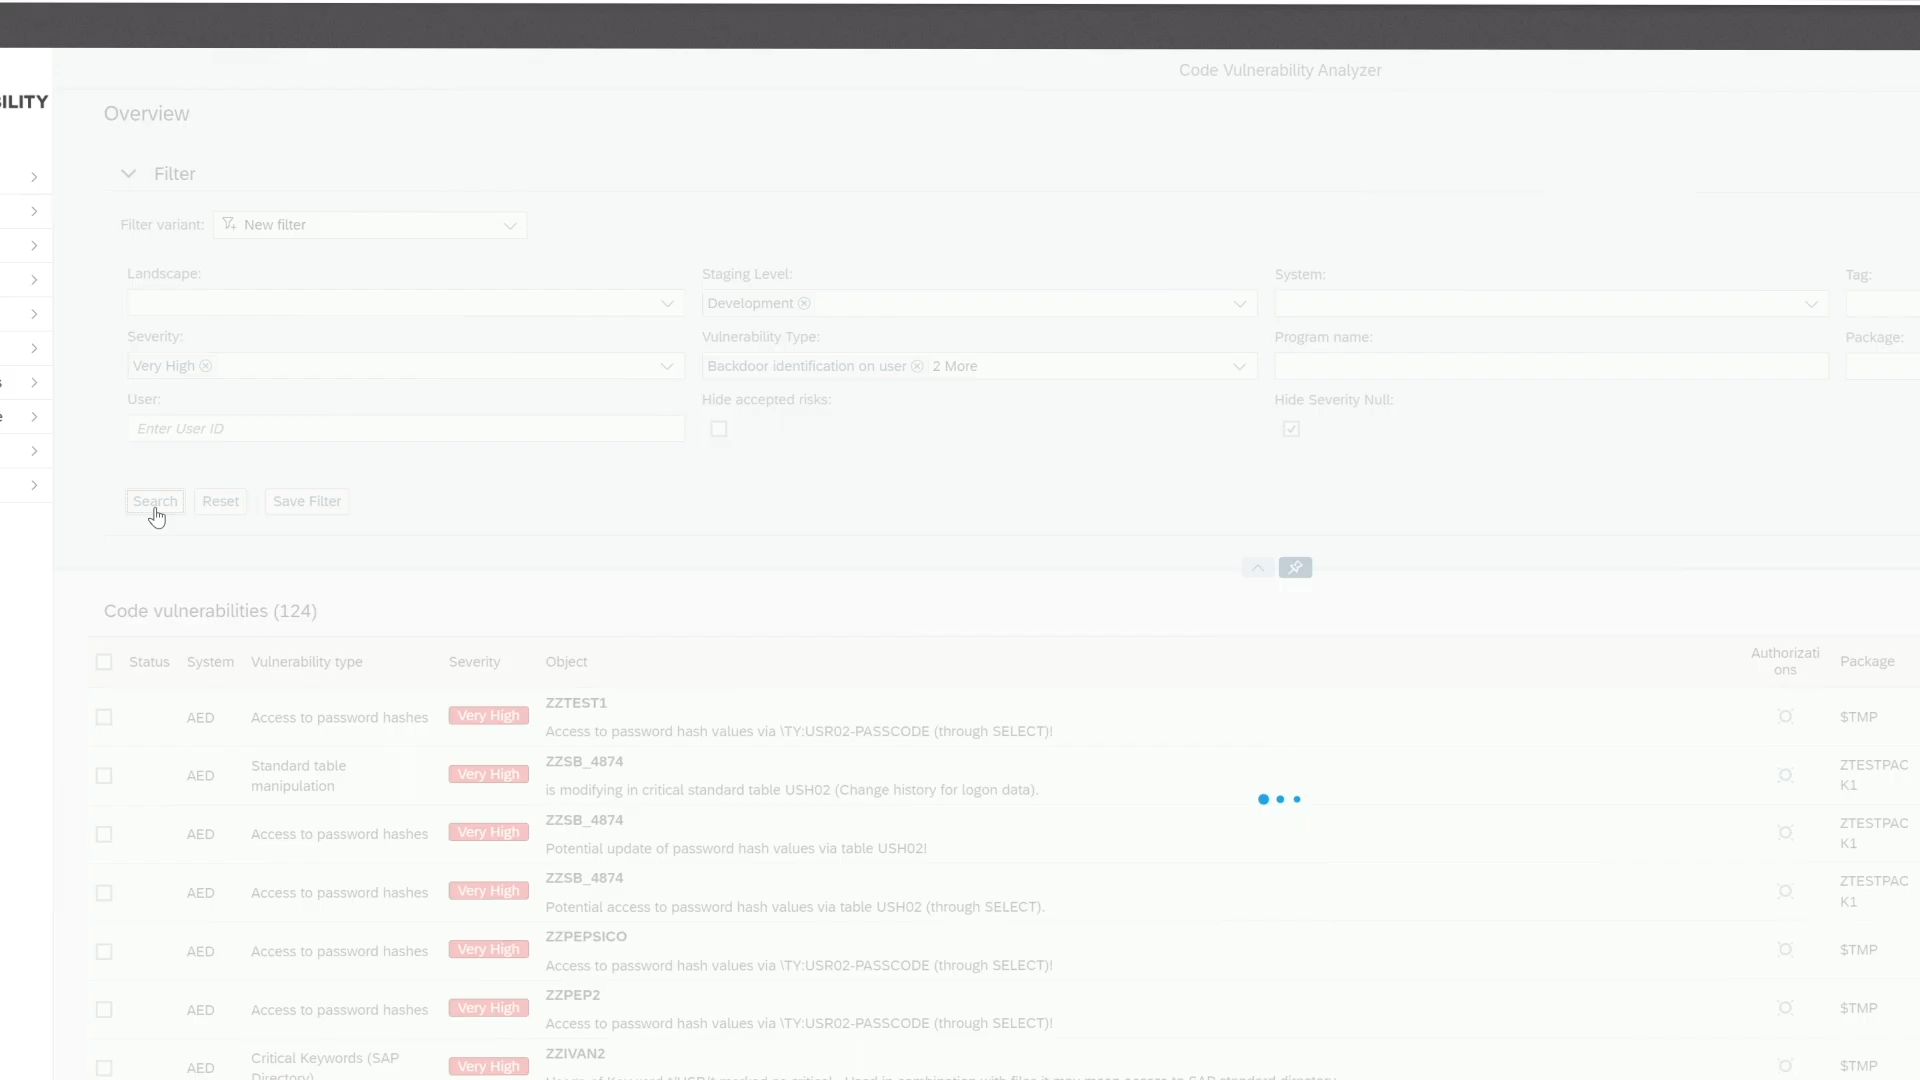 Code Vulnerability Analyzer
BILITY
Overview
Filter
Filter variant: New filter
Landscape: Staging Level: System: Tag:
Development
Severity: Vulnerability Type: Program name: Package:
Very High Backdoor identification on user 2 More
User: Hide accepted risks: Hide Severity Null:
Enter User ID
Search Reset Save Filter
Code vulnerabilities (124)
Status System Vulnerability type Severity Object Authorizati
ons Package
ZZTEST1
AED Access to password hashes Very High $TMP
Access to password hash values via \TY:USR02-PASSCODE (through SELECT)!
ZZSB_4874
AED Standard table
manipulation Very High ZTESTPAC
K1
is modifying in critical standard table USH02 (Change history for logon data).
ZZSB_4874
AED Access to password hashes Very High ZTESTPAC
K1
Potential update of password hash values via table USH02!
ZZSB_4874
AED Access to password hashes Very High ZTESTPAC
K1
Potential access to password hash values via table USH02 (through SELECT).
ZZPEPSICO
AED Access to password hashes Very High $TMP
Access to password hash values via \TY:USR02-PASSCODE (through SELECT)!
ZZPEP2
AED Access to password hashes Very High $TMP
Access to password hash values via \TY:USR02-PASSCODE (through SELECT)!
ZZIVAN2
AED Critical Keywords (SAP
Directory) Very High $TMP